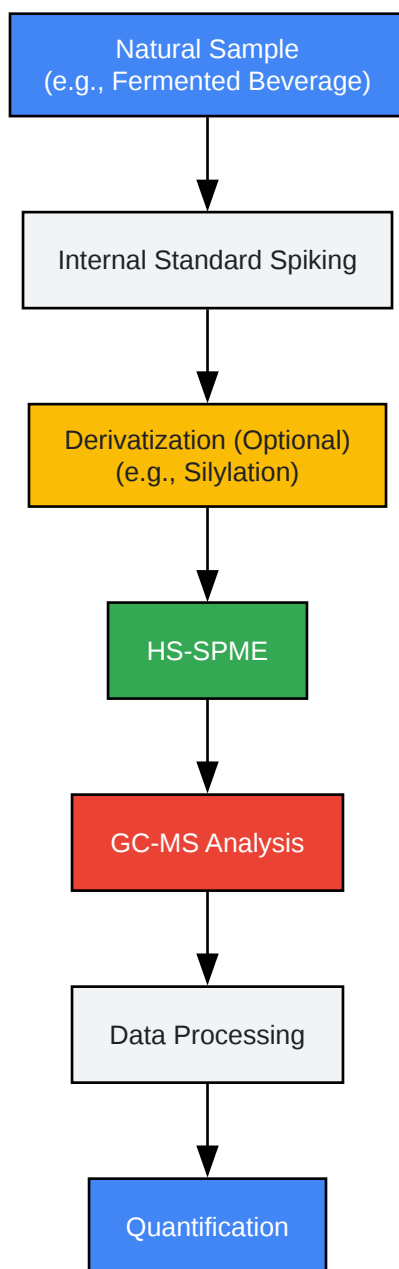 Natural Sample
(e.g., Fermented Beverage)
Internal Standard Spiking
Derivatization (Optional)
(e.g., Silylation)
HS-SPME
GC-MS Analysis
Data Processing
Quantification